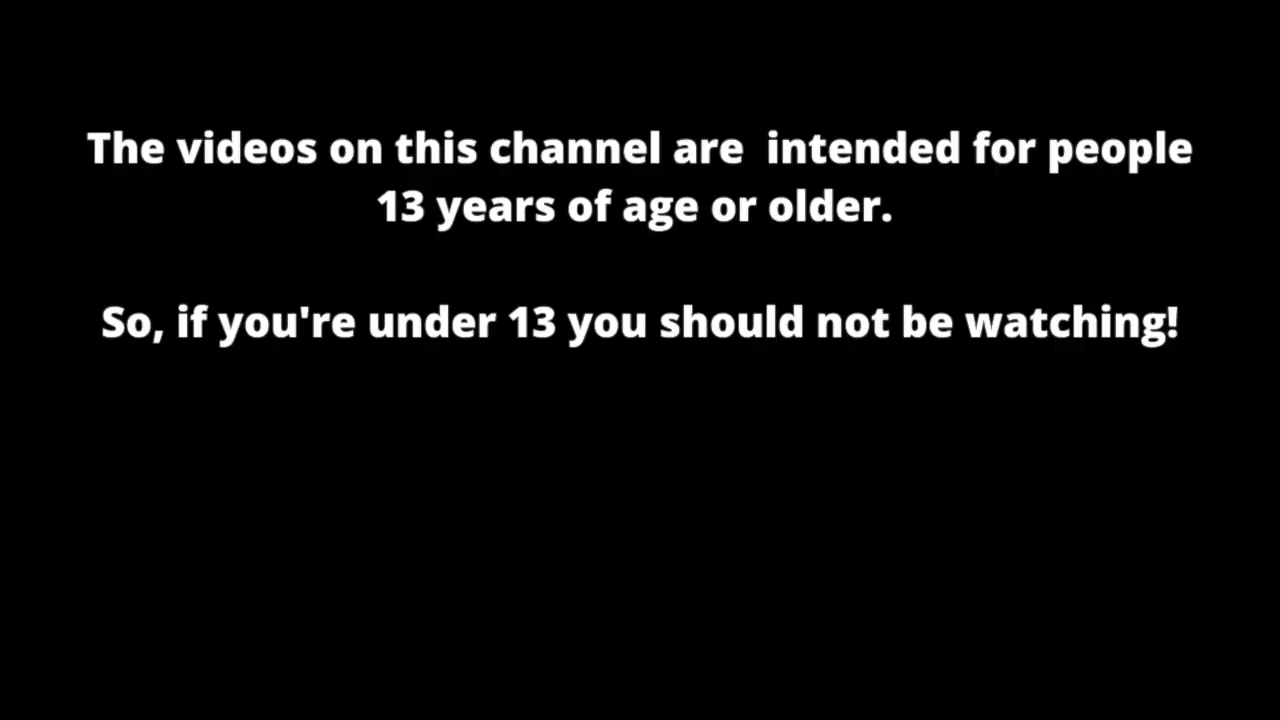 The videos on this channel are  intended for people
13 years of age or older.
So, if you're under 13 you should not be watching!